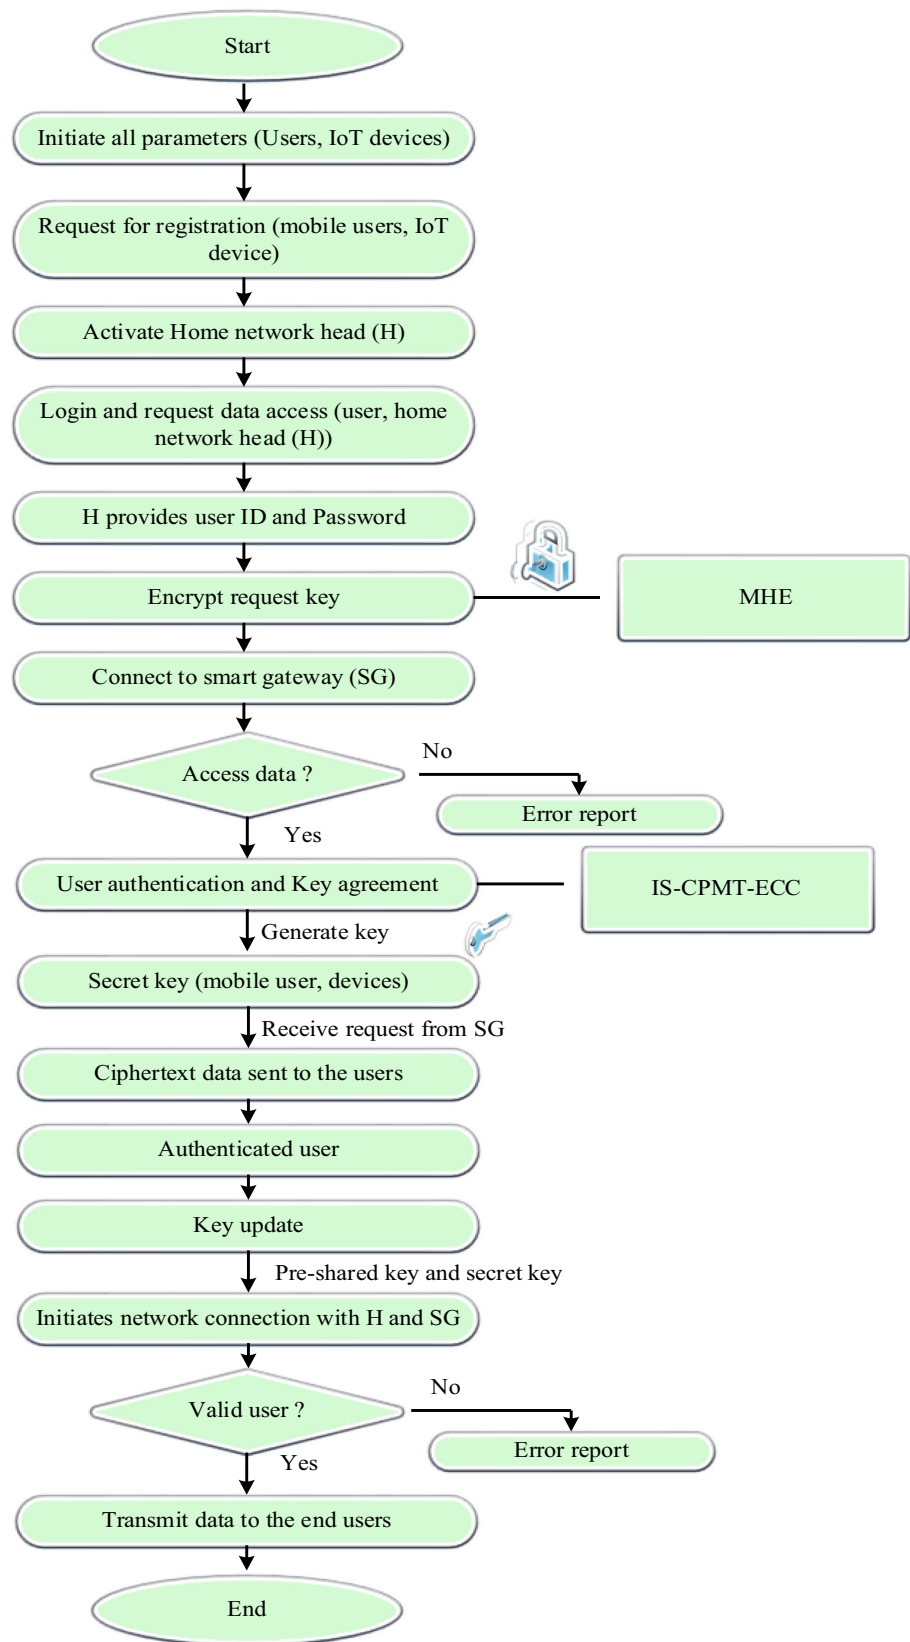 Start
Initiate all parameters (Users, IoT devices)
Request for registration (mobile users, IoT
device)
Activate Home network head (H)
Login and request data access (user, home
network head (H))
H provides user ID and Password
Encrypt request key
MHE
Connect to smart gateway (SG)
Access data ?
No
Error report
Yes
User authentication and Key agreement
IS-CPMT-ECC
Generate key
Secret key (mobile user, devices)
Receive request from SG
Ciphertext data sent to the users
Authenticated user
Key update
Pre-shared key and secret key
Initiates network connection with H and SG
Valid user ?
No
Error report
Yes
Transmit data to the end users
End